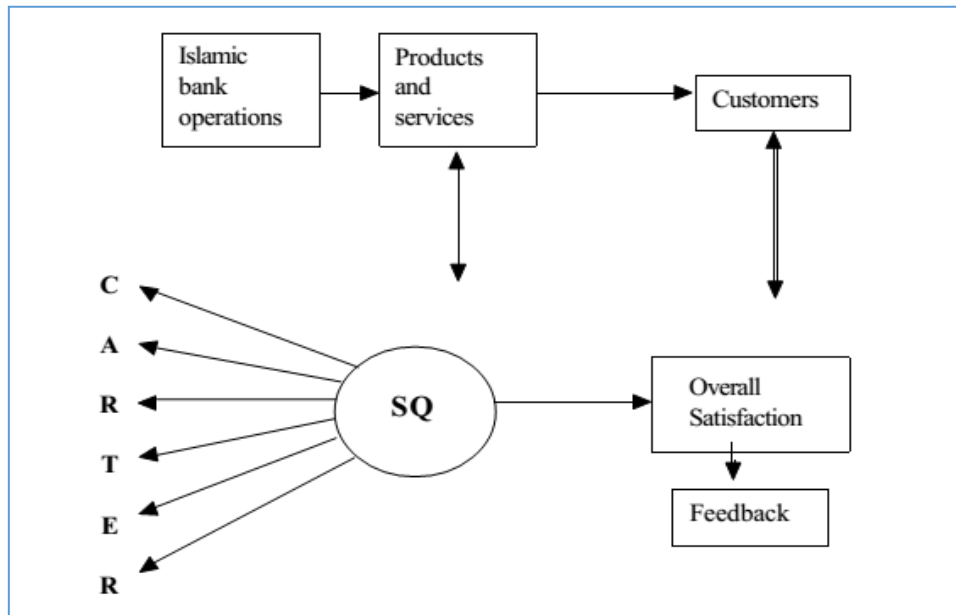 Islamic
bank
operations
Products
and
services
Customers
C
A
R
T
E
R
SQ
Overall
Satisfaction
Feedback